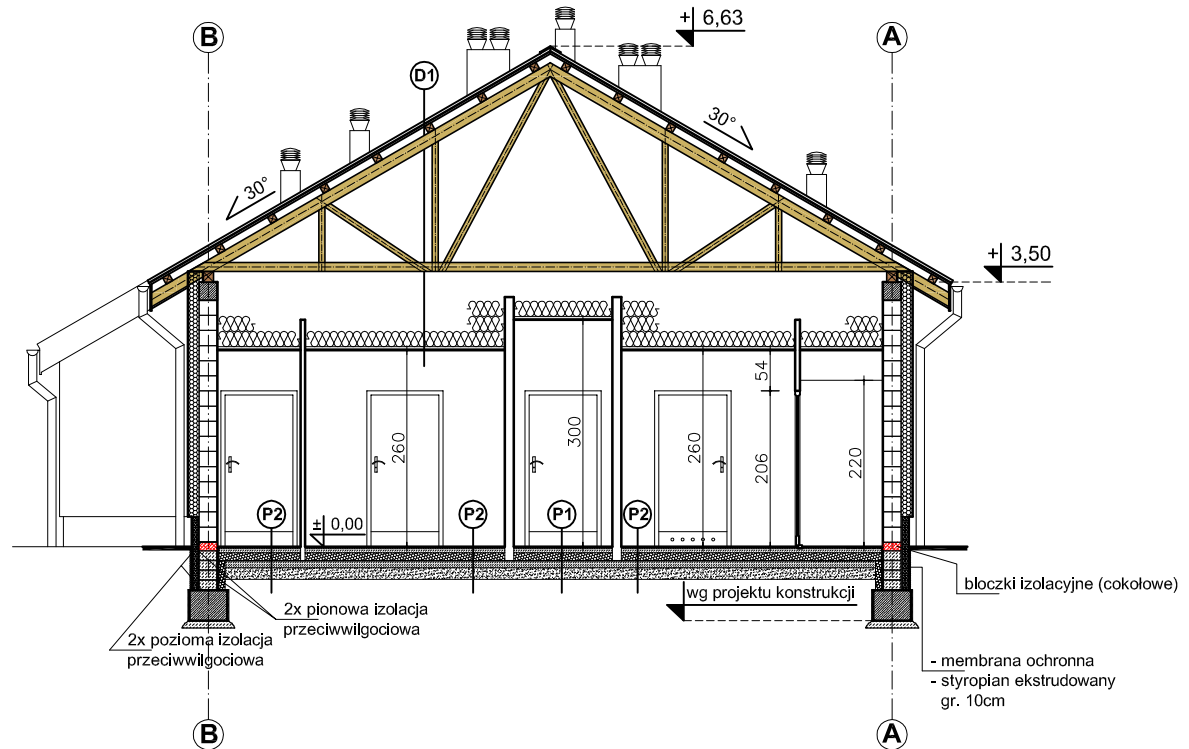 B
A
+ 6,63
D1
30°
30°
+ 3,50
54
260
300
260
206
220
P2
± 0,00
P2
P1
P2
bloczki izolacyjne (cokołowe)
wg projektu konstrukcji
2x pionowa izolacja
przeciwwilgociowa
2x pozioma izolacja
przeciwwilgociowa
- membrana ochronna
- styropian ekstrudowany
gr. 10cm
B
A